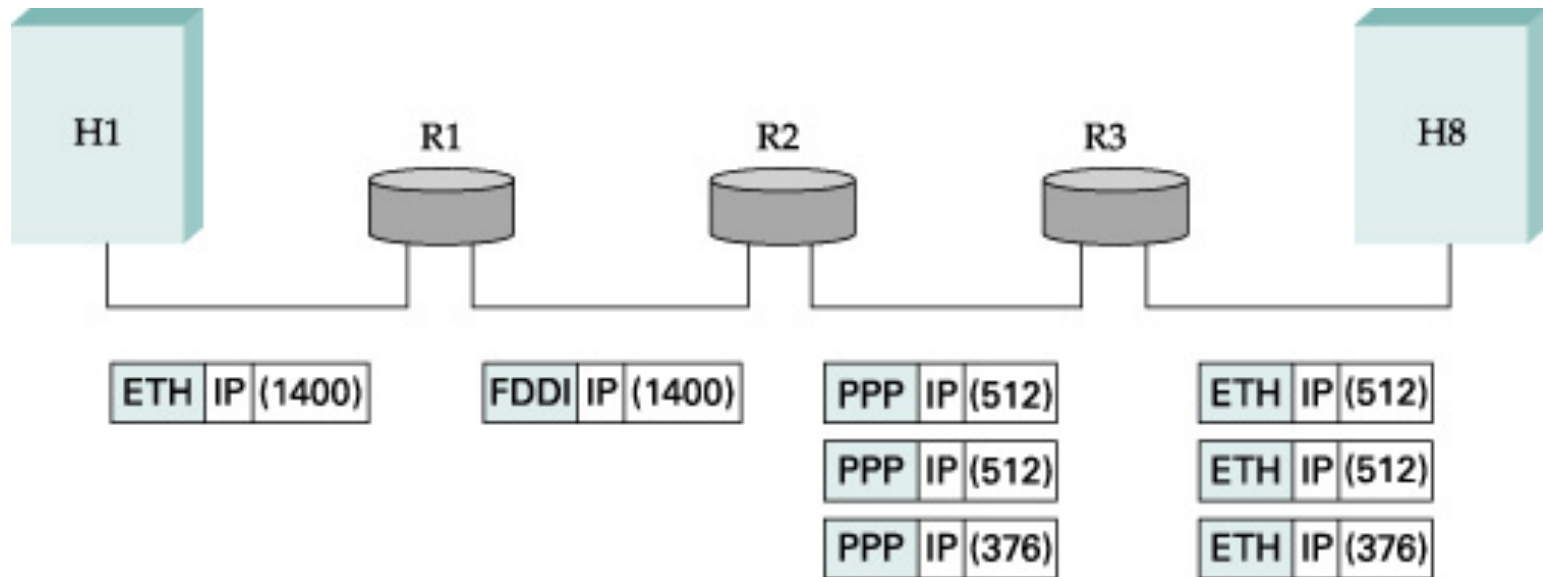 H1
R1
R2
R3
H8
ETH IP (1400)
FDDI IP (1400)
PPP IP (512)
ETH IP (512)
PPP IP (512)
ETH IP (512)
PPP IP (376)
ETH IP (376)